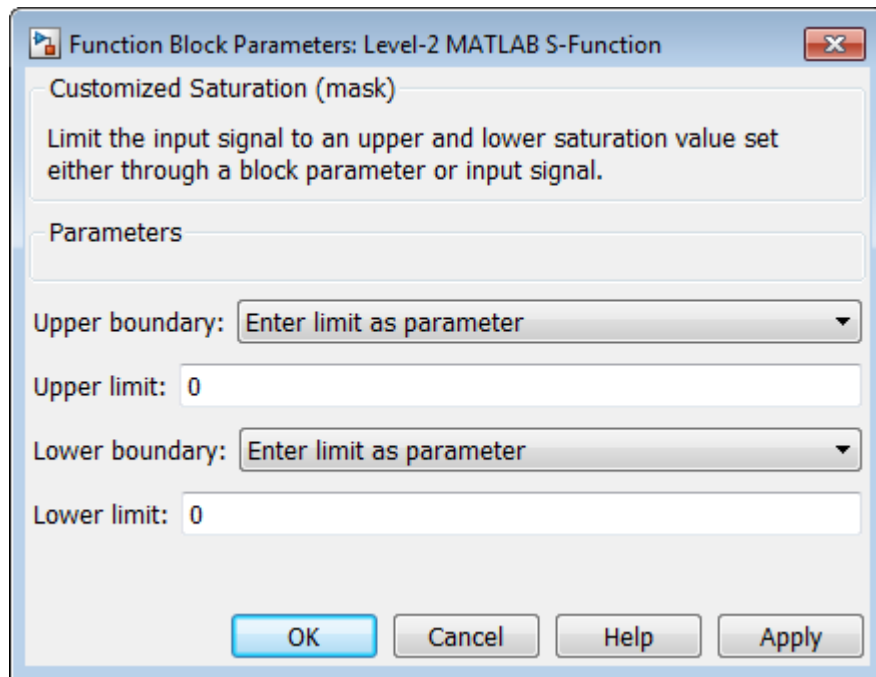 Function Block Parameters: Level-2 MATLAB S-Function
Customized Saturation (mask)
Limit the input signal to an upper and lower saturation value set
either through a block parameter or input signal.
Parameters
Upper boundary: Enter limit as parameter
Upper limit: 0
Lower boundary: Enter limit as parameter
Lower limit: 0
OK Cancel Help Apply